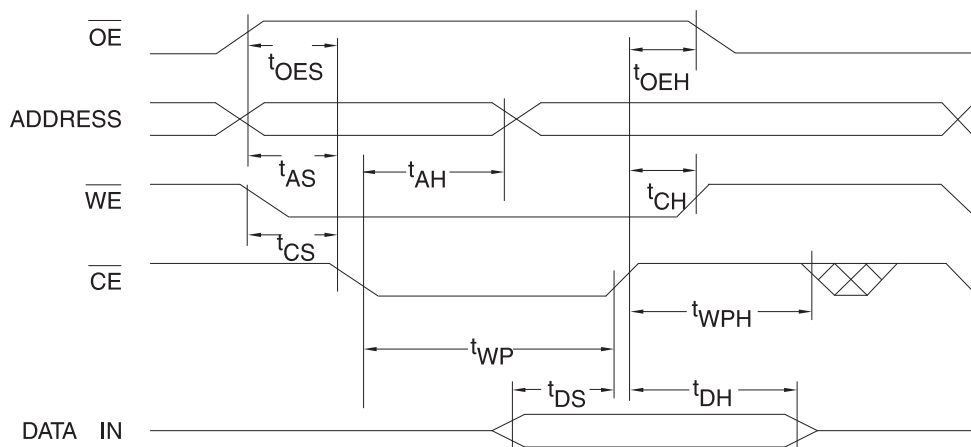 OE
tOES
tOEH
ADDRESS
tAS
tAH
tCH
WE
tCS
CE
tWPH
tWP
tDS
tDH
DATA IN